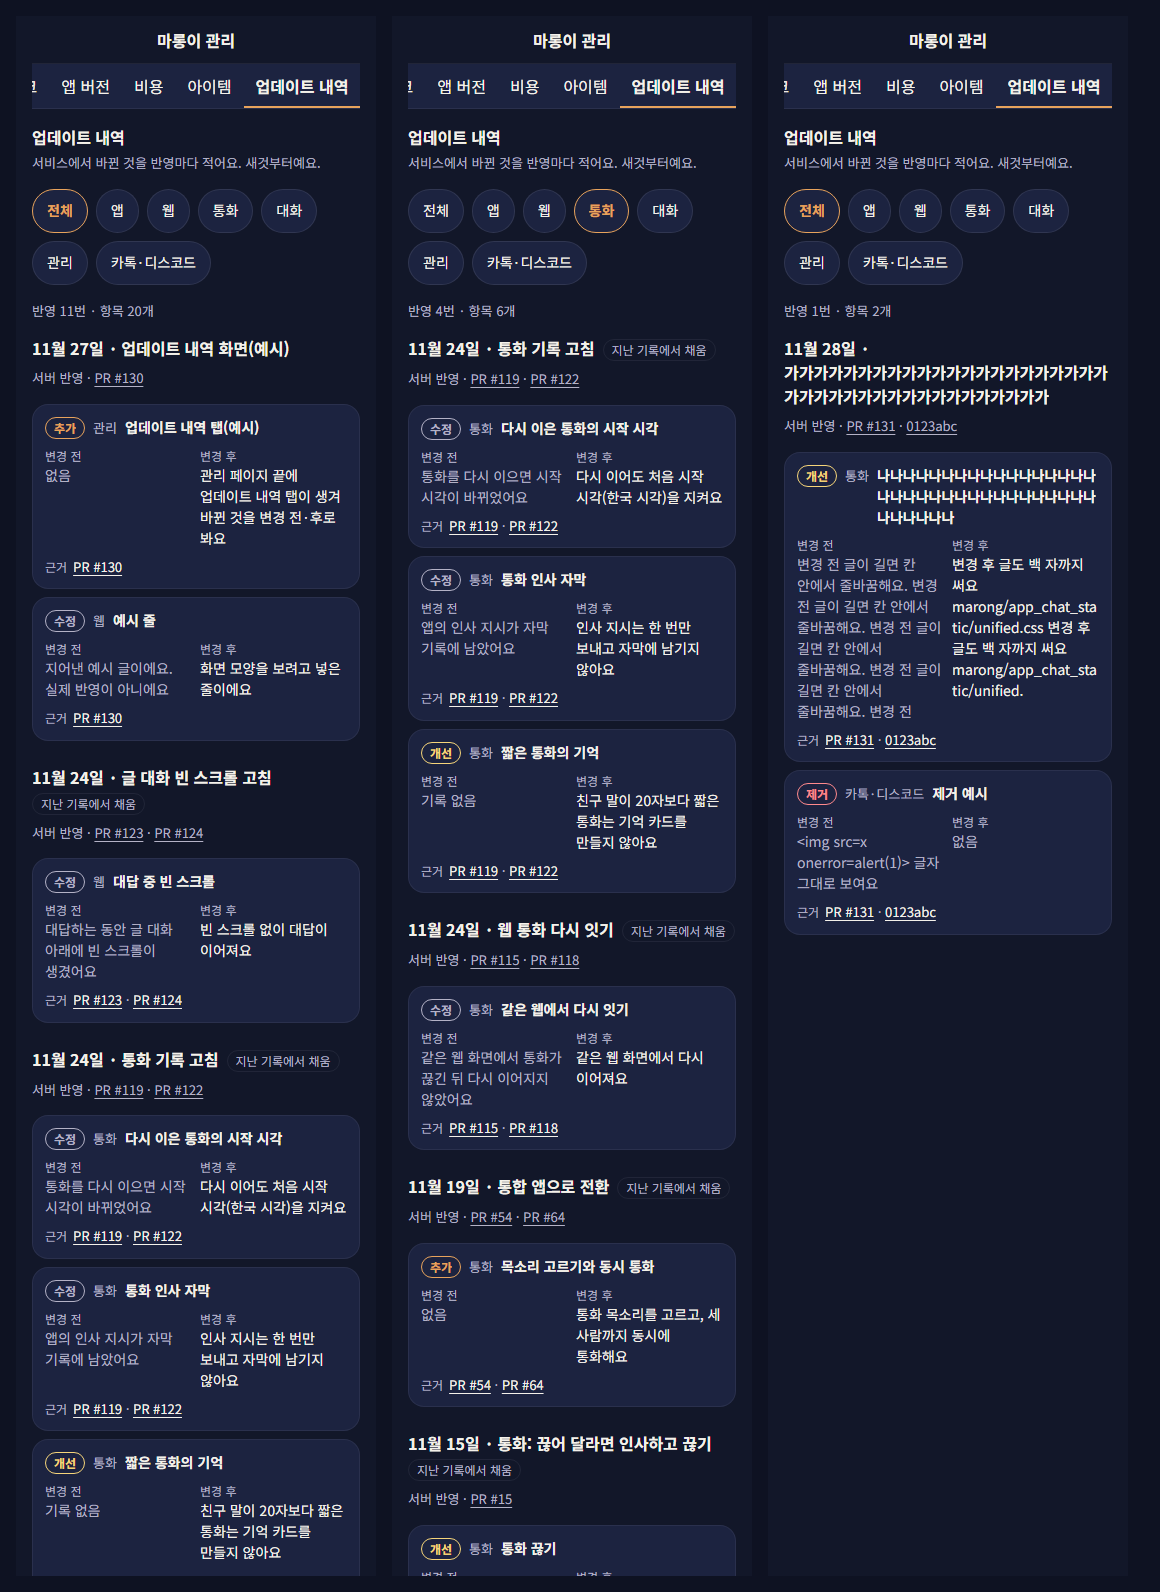 마롱이 관리
앱 버전 비용 아이템 업데이트 내역
업데이트 내역
서비스에서 바뀐 것을 반영마다 적어요. 새것부터예요.
전체 앱 웹 통화 대화
관리 카톡·디스코드
반영 11번 · 항목 20개
11월 27일 · 업데이트 내역 화면(예시)
서버 반영 · PR #130
추가 관리 업데이트 내역 탭(예시)
변경 전
없음
변경 후
관리 페이지 끝에
업데이트 내역 탭이 생겨
바뀐 것을 변경 전·후로
봐요
근거 PR #130
수정 웹 예시 줄
변경 전
지어낸 예시 글이에요.
실제 반영이 아니에요
변경 후
화면 모양을 보려고 넣은
줄이에요
근거 PR #130
11월 24일 · 글 대화 빈 스크롤 고침
지난 기록에서 채움
서버 반영 · PR #123 · PR #124
수정 웹 대답 중 빈 스크롤
변경 전
대답하는 동안 글 대화
아래에 빈 스크롤이
생겼어요
변경 후
빈 스크롤 없이 대답이
이어져요
근거 PR #123 · PR #124
11월 24일 · 통화 기록 고침 지난 기록에서 채움
서버 반영 · PR #119 · PR #122
수정 통화 다시 이은 통화의 시작 시각
변경 전
통화를 다시 이으면 시작
시각이 바뀌었어요
변경 후
다시 이어도 처음 시작
시각(한국 시각)을 지켜요
근거 PR #119 · PR #122
수정 통화 통화 인사 자막
변경 전
앱의 인사 지시가 자막
기록에 남았어요
변경 후
인사 지시는 한 번만
보내고 자막에 남기지
않아요
근거 PR #119 · PR #122
개선 통화 짧은 통화의 기억
변경 전
기록 없음
변경 후
친구 말이 20자보다 짧은
통화는 기억 카드를
만들지 않아요
마롱이 관리
앱 버전 비용 아이템 업데이트 내역
업데이트 내역
서비스에서 바뀐 것을 반영마다 적어요. 새것부터예요.
전체 앱 웹 통화 대화
관리 카톡·디스코드
반영 4번 · 항목 6개
11월 24일 · 통화 기록 고침 지난 기록에서 채움
서버 반영 · PR #119 · PR #122
수정 통화 다시 이은 통화의 시작 시각
변경 전
통화를 다시 이으면 시작
시각이 바뀌었어요
변경 후
다시 이어도 처음 시작
시각(한국 시각)을 지켜요
근거 PR #119 · PR #122
수정 통화 통화 인사 자막
변경 전
앱의 인사 지시가 자막
기록에 남았어요
변경 후
인사 지시는 한 번만
보내고 자막에 남기지
않아요
근거 PR #119 · PR #122
개선 통화 짧은 통화의 기억
변경 전
기록 없음
변경 후
친구 말이 20자보다 짧은
통화는 기억 카드를
만들지 않아요
근거 PR #119 · PR #122
11월 24일 · 웹 통화 다시 잇기 지난 기록에서 채움
서버 반영 · PR #115 · PR #118
수정 통화 같은 웹에서 다시 잇기
변경 전
같은 웹 화면에서 통화가
끊긴 뒤 다시 이어지지
않았어요
변경 후
같은 웹 화면에서 다시
이어져요
근거 PR #115 · PR #118
11월 19일 · 통합 앱으로 전환 지난 기록에서 채움
서버 반영 · PR #54 · PR #64
추가 통화 목소리 고르기와 동시 통화
변경 전
없음
변경 후
통화 목소리를 고르고, 세
사람까지 동시에
통화해요
근거 PR #54 · PR #64
11월 15일 · 통화: 끊어 달라면 인사하고 끊기
지난 기록에서 채움
서버 반영 · PR #15
개선 통화 통화 끊기
마롱이 관리
앱 버전 비용 아이템 업데이트 내역
업데이트 내역
서비스에서 바뀐 것을 반영마다 적어요. 새것부터예요.
전체 앱 웹 통화 대화
관리 카톡·디스코드
반영 1번 · 항목 2개
11월 28일 ·
가가가가가가가가가가가가가가가가가가가가가가
가가가가가가가가가가가가가가가가가가
서버 반영 · PR #131 · 0123abc
개선 통화 나나나나나나나나나나나나나나나나나
나나나나나나나나나나나나나나나나나
나나나나나나
변경 전
변경 전 글이 길면 칸
안에서 줄바꿈해요. 변경
전 글이 길면 칸 안에서
줄바꿈해요. 변경 전 글이
길면 칸 안에서
줄바꿈해요. 변경 전 글이
길면 칸 안에서
줄바꿈해요. 변경 전
변경 후
변경 후 글도 백 자까지
써요
marong/app_chat_sta
tic/unified.css 변경 후
글도 백 자까지 써요
marong/app_chat_sta
tic/unified.
근거 PR #131 · 0123abc
제거 카톡·디스코드 제거 예시
변경 전
<img src=x
onerror=alert(1)> 글자
그대로 보여요
변경 후
없음
근거 PR #131 · 0123abc